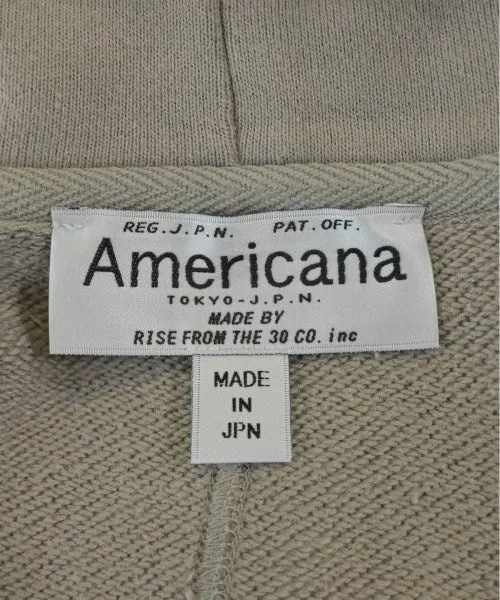 REG.J.P.N. PAT.OFF.
Americana
TOKYO-J.P.N.
MADE BY
RISE FROM THE 30 CO. inc
MADE
IN
JPN